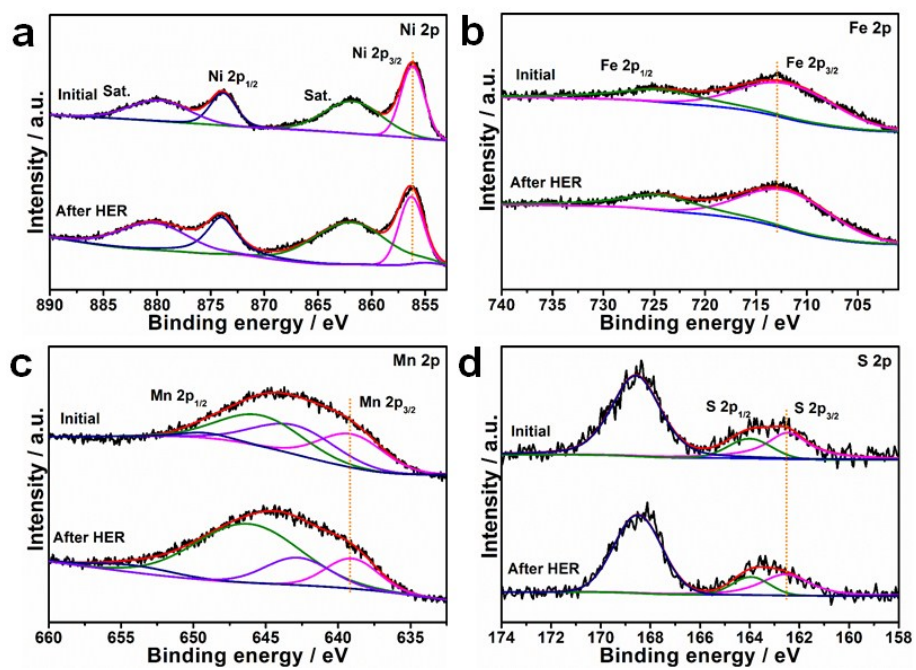 a
Ni 2p
Ni 2p3/2
Initial Sat.
Ni 2p1/2
Sat.
After HER
Intensity / a.u.
890 880 870 865 860 855
Binding energy / eV
b
Fe 2p
Initial
Fe 2p1/2
Fe 2p3/2
After HER
Intensity / a.u.
740 735 730 725 720 715 710 705
Binding energy / eV
c
Mn 2p
Mn 2p1/2
Mn 2p3/2
Initial
After HER
Intensity / a.u.
660 655 650 645 640 635
Binding energy / eV
d
S 2p
S 2p1/2
S 2p3/2
Initial
After HER
Intensity / a.u.
174 172 170 168 166 164 162 160 158
Binding energy / eV